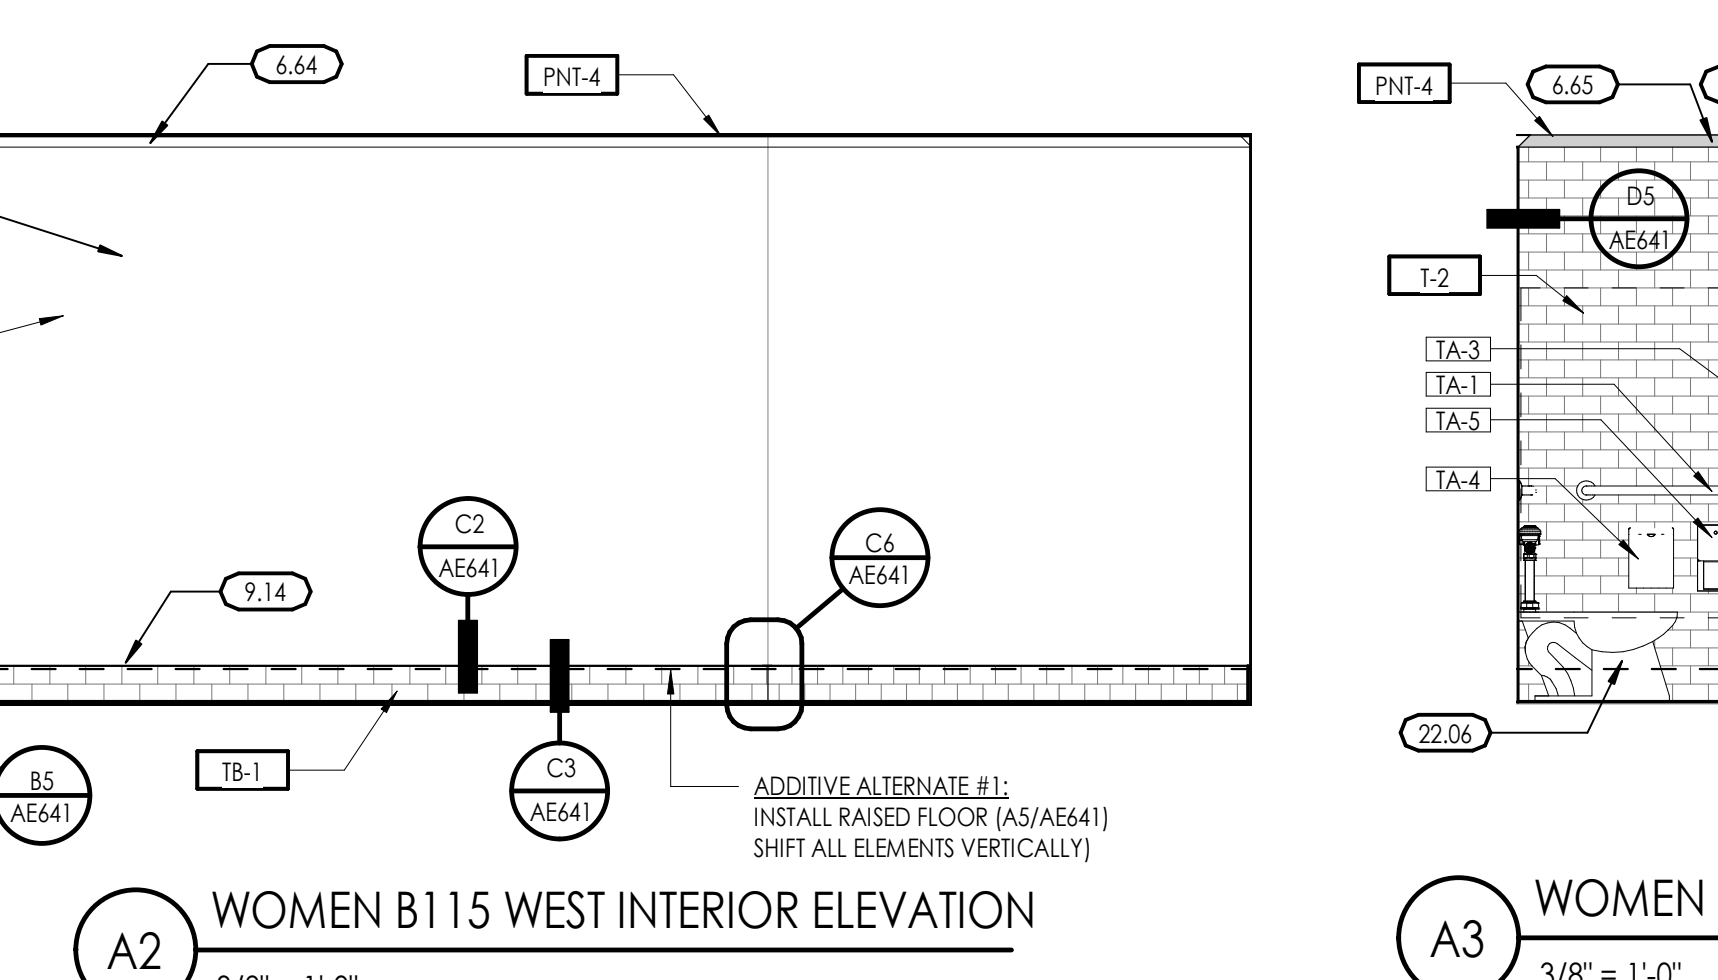 6.64
PNT-4
PNT-4
6.65
D5
AE641
T-2
TA-3
TA-1
TA-5
TA-4
C2
AE641
C6
AE641
9.14
22.06
TB-1
B5
AE641
C3
AE641
ADDITIVE ALTERNATE #1:
INSTALL RAISED FLOOR (A5/AE641)
SHIFT ALL ELEMENTS VERTICALLY)
A2
WOMEN B115 WEST INTERIOR ELEVATION
A3
WOMEN
3/8" = 1'-0"